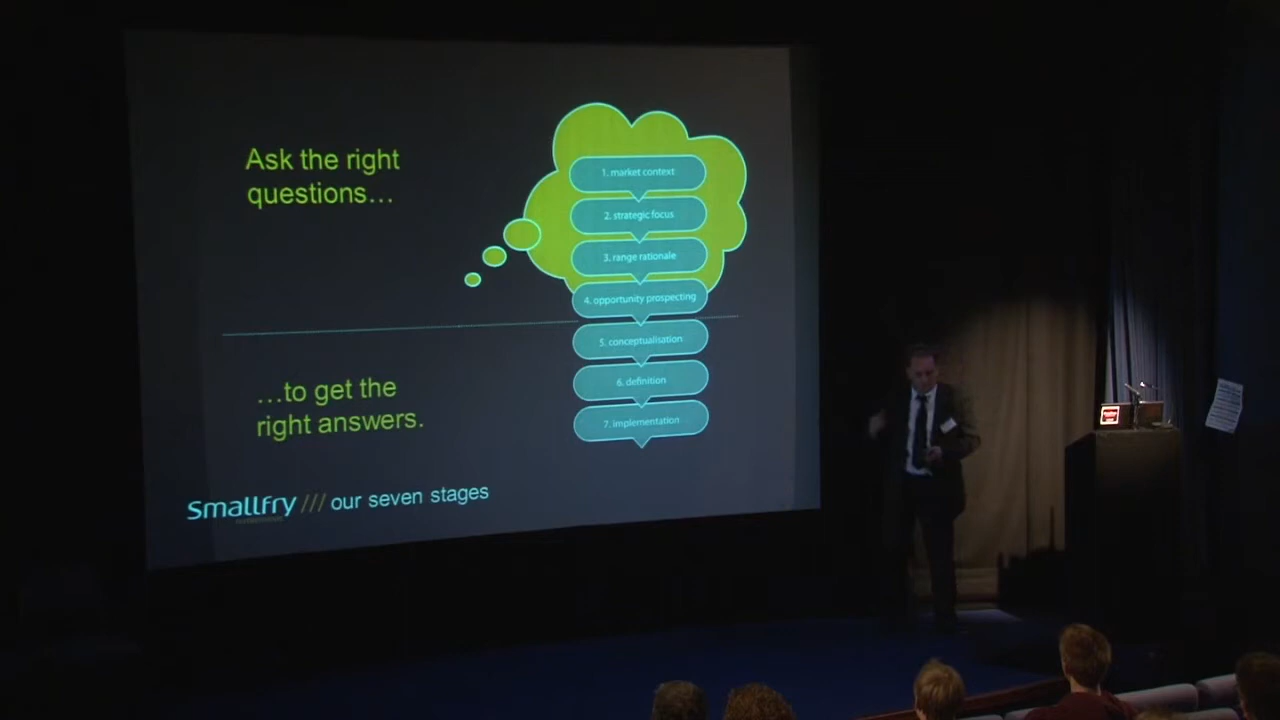 Ask the right
questions…
1. market context
2. strategic focus
3. range rationale
4. opportunity prospecting
5. conceptualisation
6. definition
7. implementation
…to get the
right answers.
Smallfry /// our seven stages